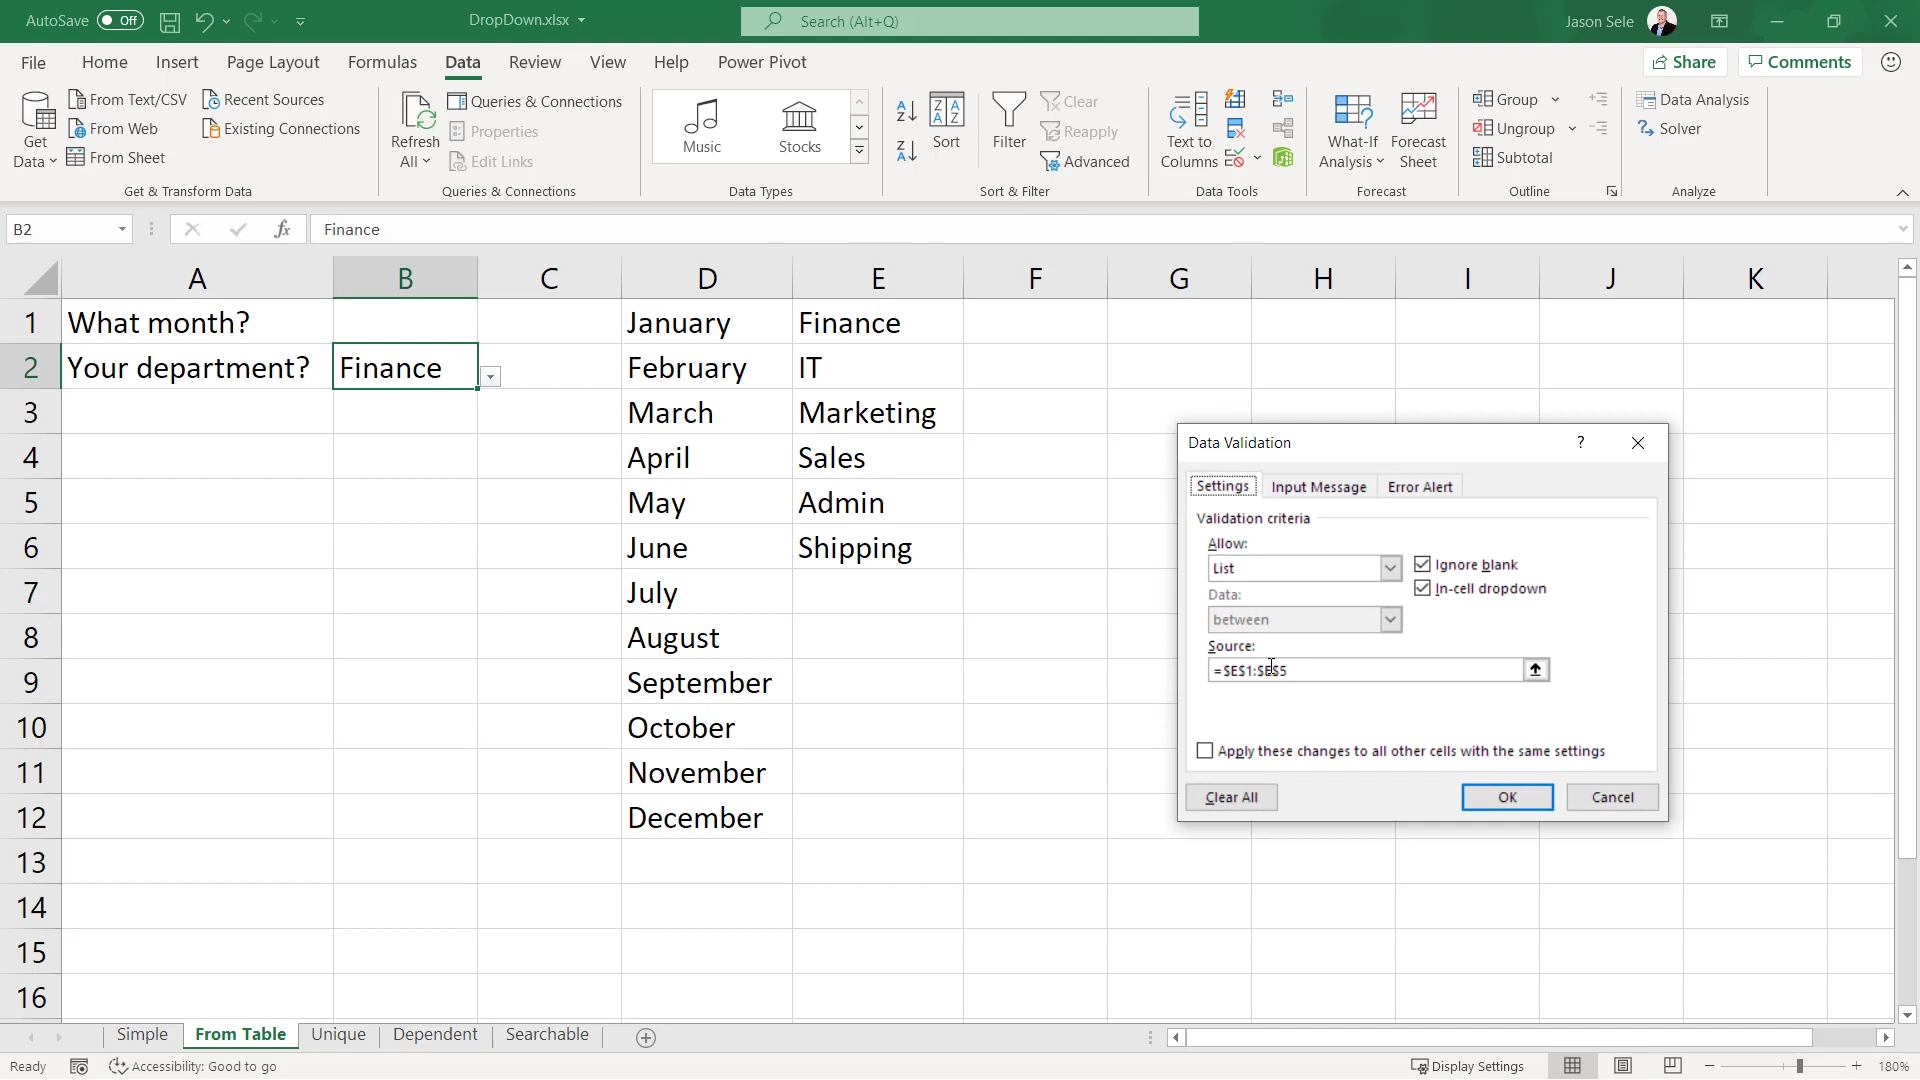 AutoSave Off DropDown.xlsx Search (Alt+Q) Jason Sele
File Home Insert Page Layout Formulas Data Review View Help Power Pivot Share Comments
Get Data
From Text/CSV
From Web
From Sheet
Recent Sources
Existing Connections
Get & Transform Data
Refresh All
Queries & Connections
Properties
Edit Links
Queries & Connections
Music
Stocks
Data Types
Sort
Filter
Clear
Reapply
Advanced
Sort & Filter
Text to Columns
Data Tools
What-If Analysis
Forecast Sheet
Forecast
Group
Ungroup
Subtotal
Outline
Data Analysis
Solver
Analyze
B2 fx Finance
A B C D E F G H I J K
1 What month? January Finance
2 Your department? Finance February IT
3 March Marketing
4 April Sales
5 May Admin
6 June Shipping
7 July
8 August
9 September
10 October
11 November
12 December
13
14
15
16
Data Validation ?
Settings Input Message Error Alert
Validation criteria
Allow:
List
Ignore blank
In-cell dropdown
Data:
between
Source:
=$E$1:$E$5
Apply these changes to all other cells with the same settings
Clear All OK Cancel
Simple From Table Unique Dependent Searchable
Ready Accessibility: Good to go Display Settings 180%